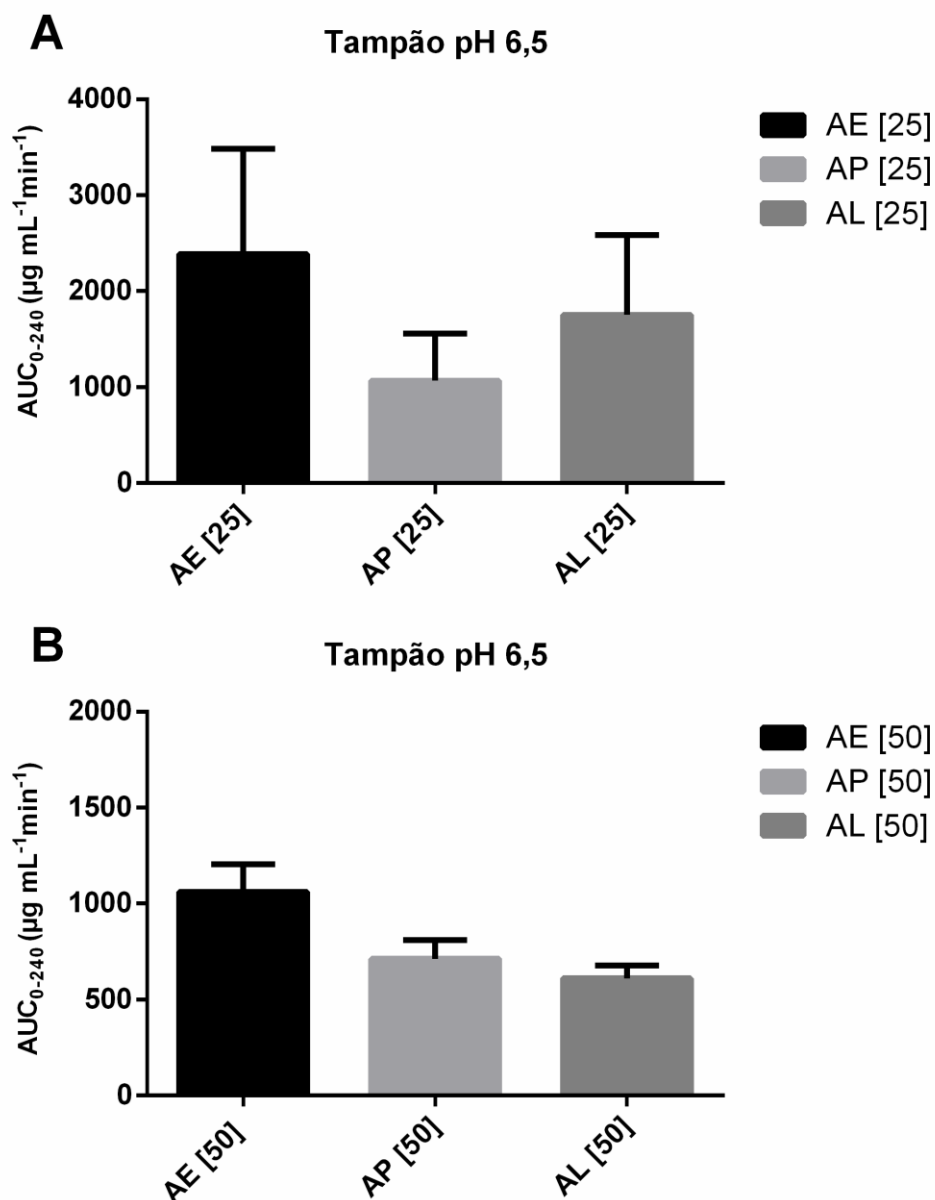 A
Tampão pH 6,5
AUC0-240 (µg mL-1min-1)
4000
3000
2000
1000
0
AE [25]
AP [25]
AL [25]
AE [25]
AP [25]
AL [25]
B
Tampão pH 6,5
AUC0-240 (µg mL-1min-1)
2000
1500
1000
500
0
AE [50]
AP [50]
AL [50]
AE [50]
AP [50]
AL [50]